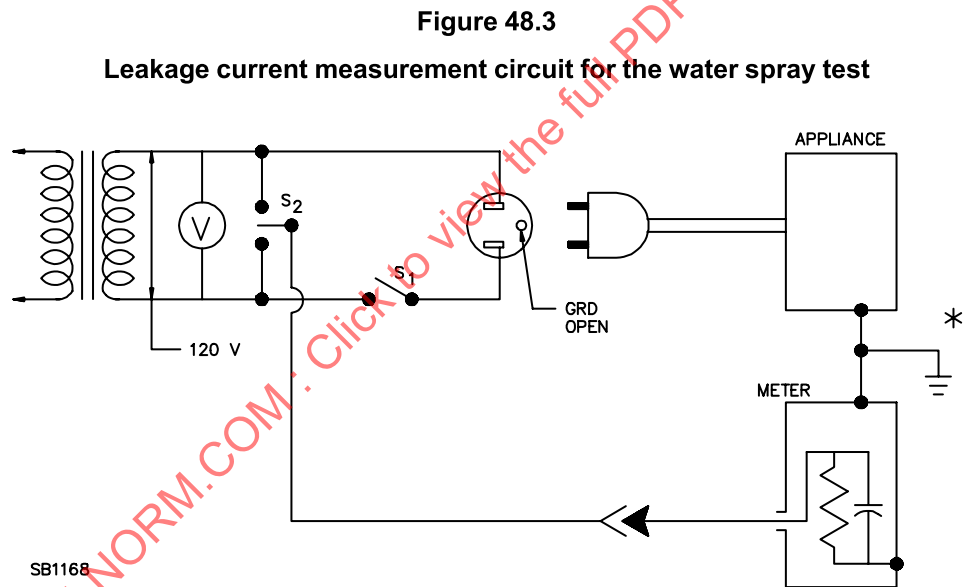 Figure 48.3
Leakage current measurement circuit for the water spray test
APPLIANCE
S2
V
S1
GRD
OPEN
120 V
*
METER
SB1168
NORM.COM : Click to view the full PDF